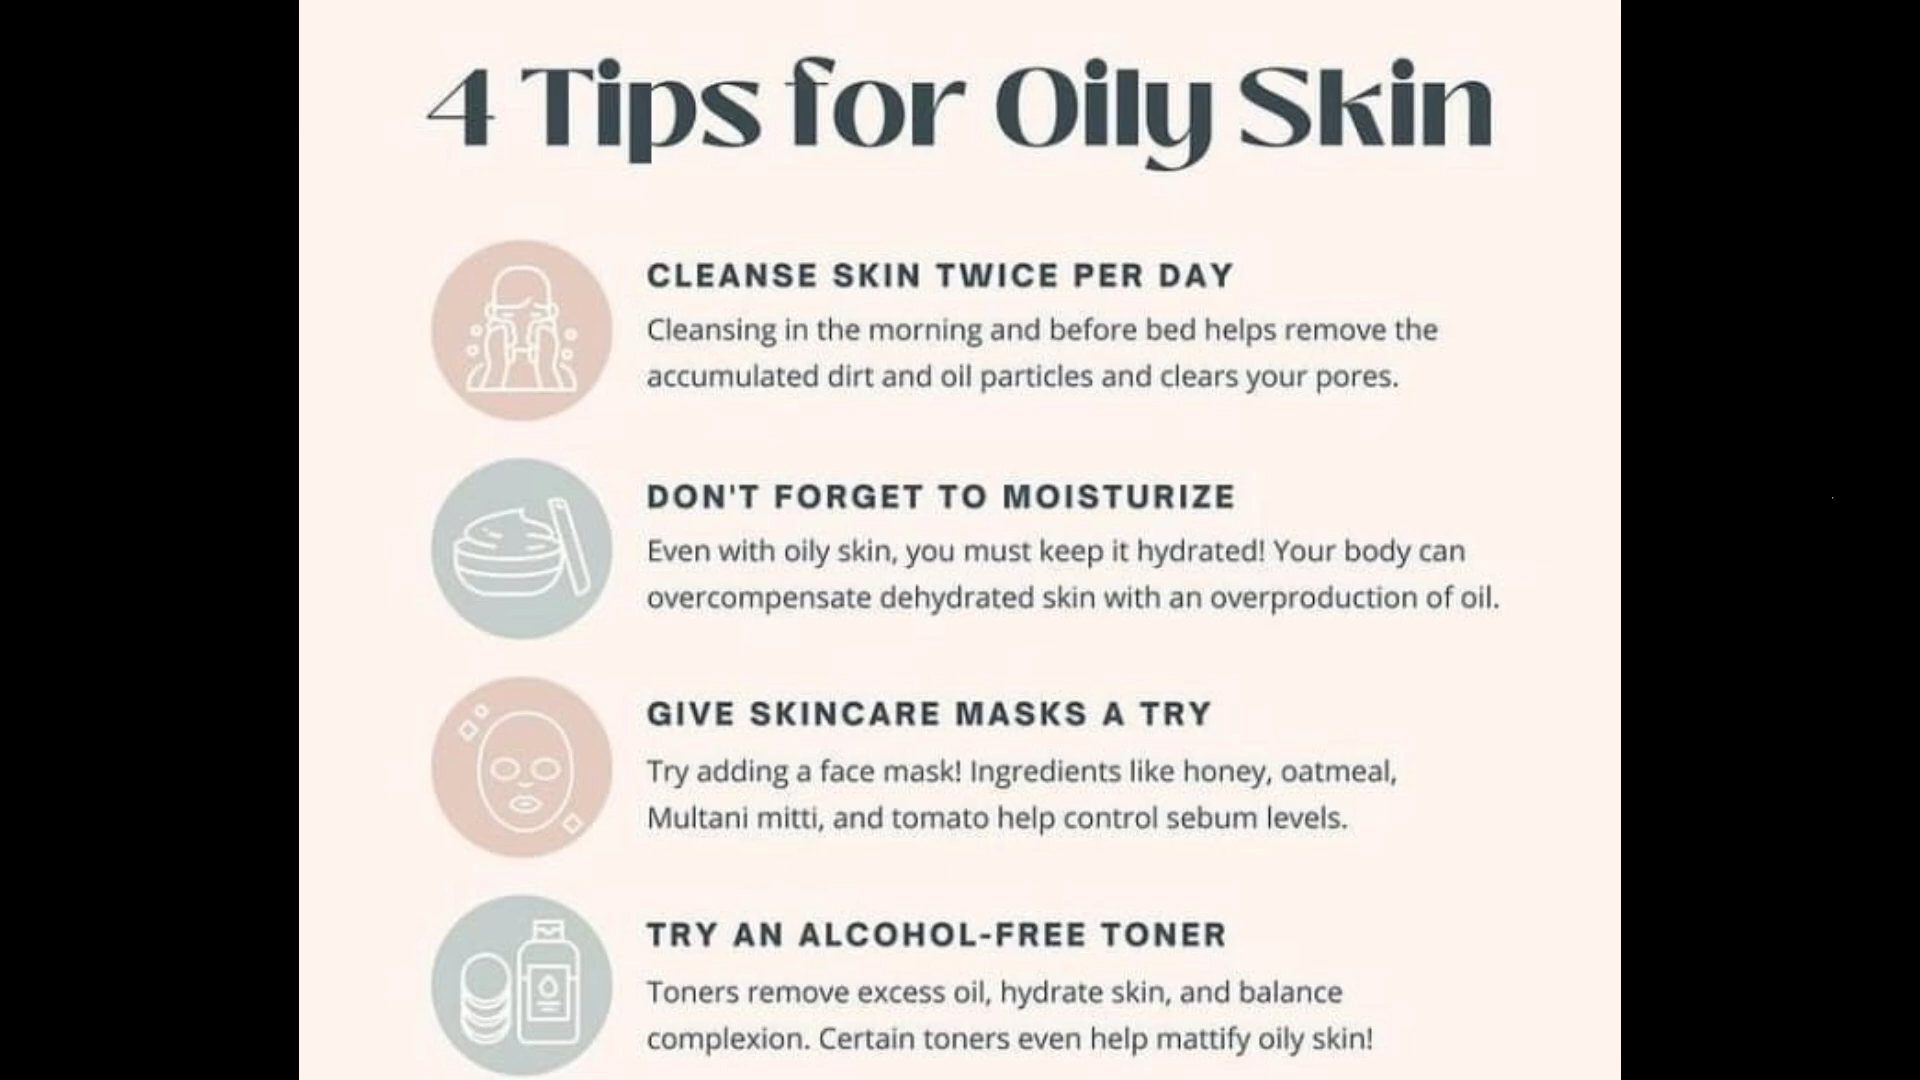 4 Tips for Oily Skin
CLEANSE SKIN TWICE PER DAY
Cleansing in the morning and before bed helps remove the
accumulated dirt and oil particles and clears your pores.
DON'T FORGET TO MOISTURIZE
Even with oily skin, you must keep it hydrated! Your body can
overcompensate dehydrated skin with an overproduction of oil.
GIVE SKINCARE MASKS A TRY
Try adding a face mask! Ingredients like honey, oatmeal,
Multani mitti, and tomato help control sebum levels.
TRY AN ALCOHOL-FREE TONER
Toners remove excess oil, hydrate skin, and balance
complexion. Certain toners even help mattify oily skin!